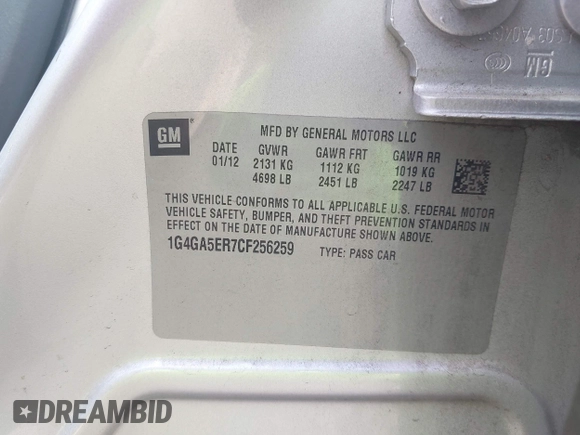 GM
MFD BY GENERAL MOTORS LLC
DATE GVWR GAWR FRT GAWR RR
01/12 2131 KG 1112 KG 1019 KG
4698 LB 2451 LB 2247 LB
THIS VEHICLE CONFORMS TO ALL APPLICABLE U.S. FEDERAL MOTOR
VEHICLE SAFETY, BUMPER, AND THEFT PREVENTION STANDARDS IN
EFFECT ON THE DATE OF MANUFACTURE SHOWN ABOVE.
1G4GA5ER7CF256259 TYPE: PASS CAR
GM
DREAMBID